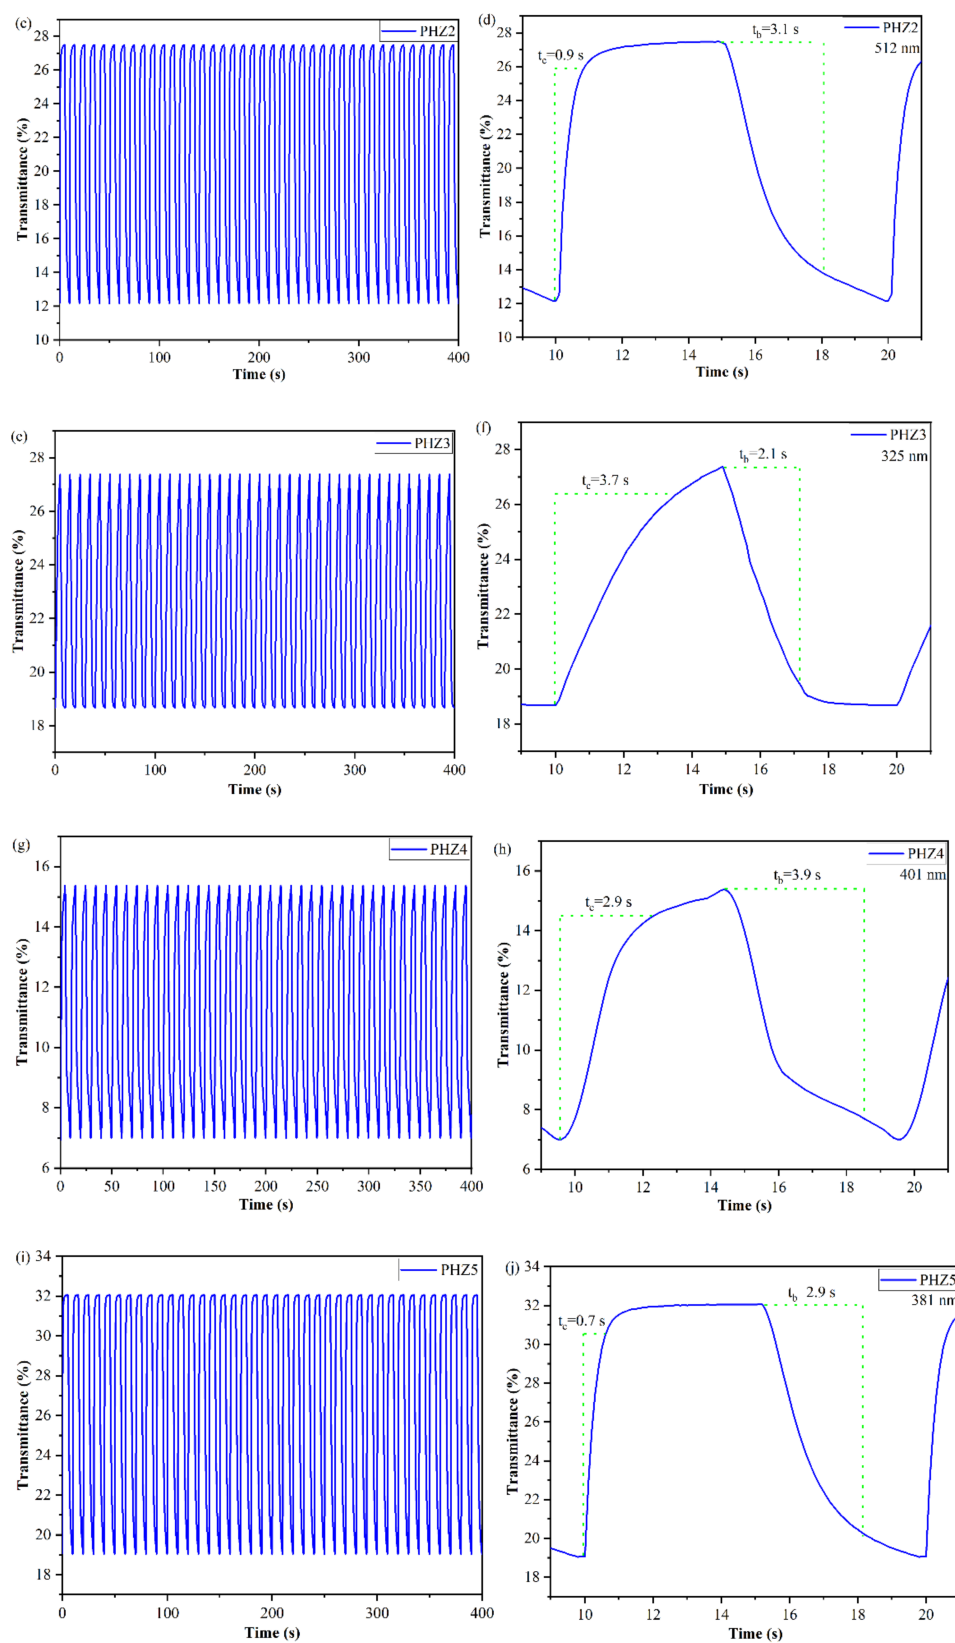 (c)
PHZ2
Transmittance (%)
28
26
24
22
20
18
16
14
12
10
0
100
200
300
400
Time (s)
(d)
PHZ2
512 nm
t_b=3.1 s
t_c=0.9 s
Transmittance (%)
28
26
24
22
20
18
16
14
12
10
10
12
14
16
18
20
Time (s)
(e)
PHZ3
Transmittance (%)
28
26
24
22
20
18
0
100
200
300
400
Time (s)
(f)
PHZ3
325 nm
t_b=2.1 s
t_c=3.7 s
Transmittance (%)
28
26
24
22
20
18
10
12
14
16
18
20
Time (s)
(g)
PHZ4
Transmittance (%)
16
14
12
10
8
6
0
50
100
150
200
250
300
350
400
Time (s)
(h)
PHZ4
401 nm
t_b=3.9 s
t_c=2.9 s
Transmittance (%)
16
14
12
10
8
6
10
12
14
16
18
20
Time (s)
(i)
PHZ5
Transmittance (%)
34
32
30
28
26
24
22
20
18
0
100
200
300
400
Time (s)
(j)
PHZ5
381 nm
t_b 2.9 s
t_c=0.7 s
Transmittance (%)
34
32
30
28
26
24
22
20
18
10
12
14
16
18
20
Time (s)